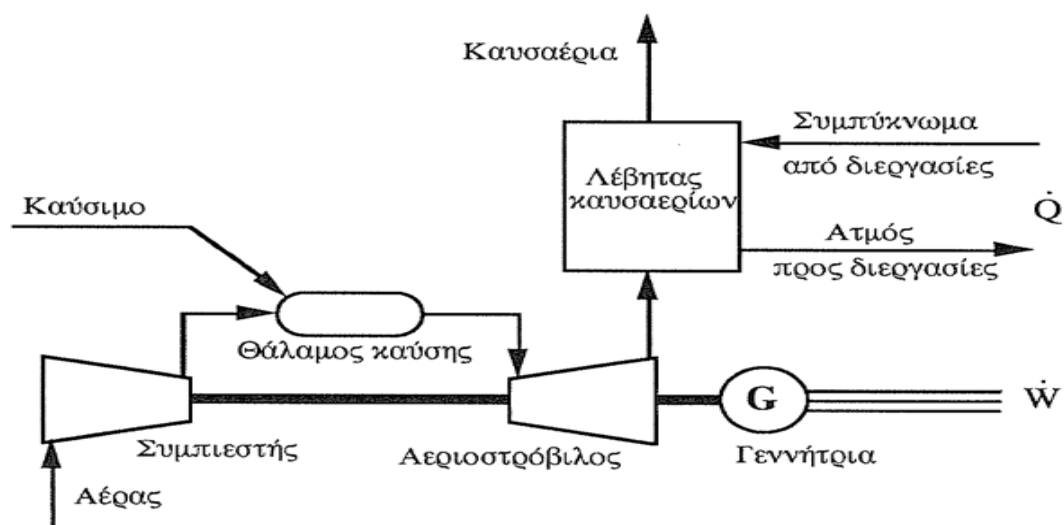 Καυσαέρια
Συμπύκνωμα
από διεργασίες
Λέβητας
καυσαερίων
Q̇
Καύσιμο
Ατμός
προς διεργασίες
Θάλαμος καύσης
G
Ẇ
Συμπιεστής
Αεριοστρόβιλος
Γεννήτρια
Αέρας